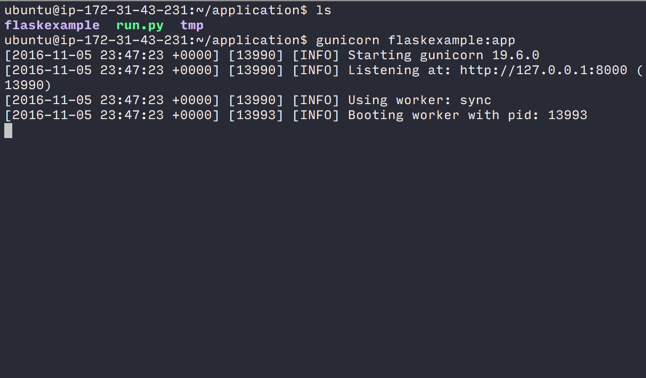 ubuntu@ip-172-31-43-231:~/application$ ls
flaskexample run.py tmp
ubuntu@ip-172-31-43-231:~/application$ gunicorn flaskexample:app
[2016-11-05 23:47:23 +0000] [13990] [INFO] Starting gunicorn 19.6.0
[2016-11-05 23:47:23 +0000] [13990] [INFO] Listening at: http://127.0.0.1:8000 (
13990)
[2016-11-05 23:47:23 +0000] [13990] [INFO] Using worker: sync
[2016-11-05 23:47:23 +0000] [13993] [INFO] Booting worker with pid: 13993